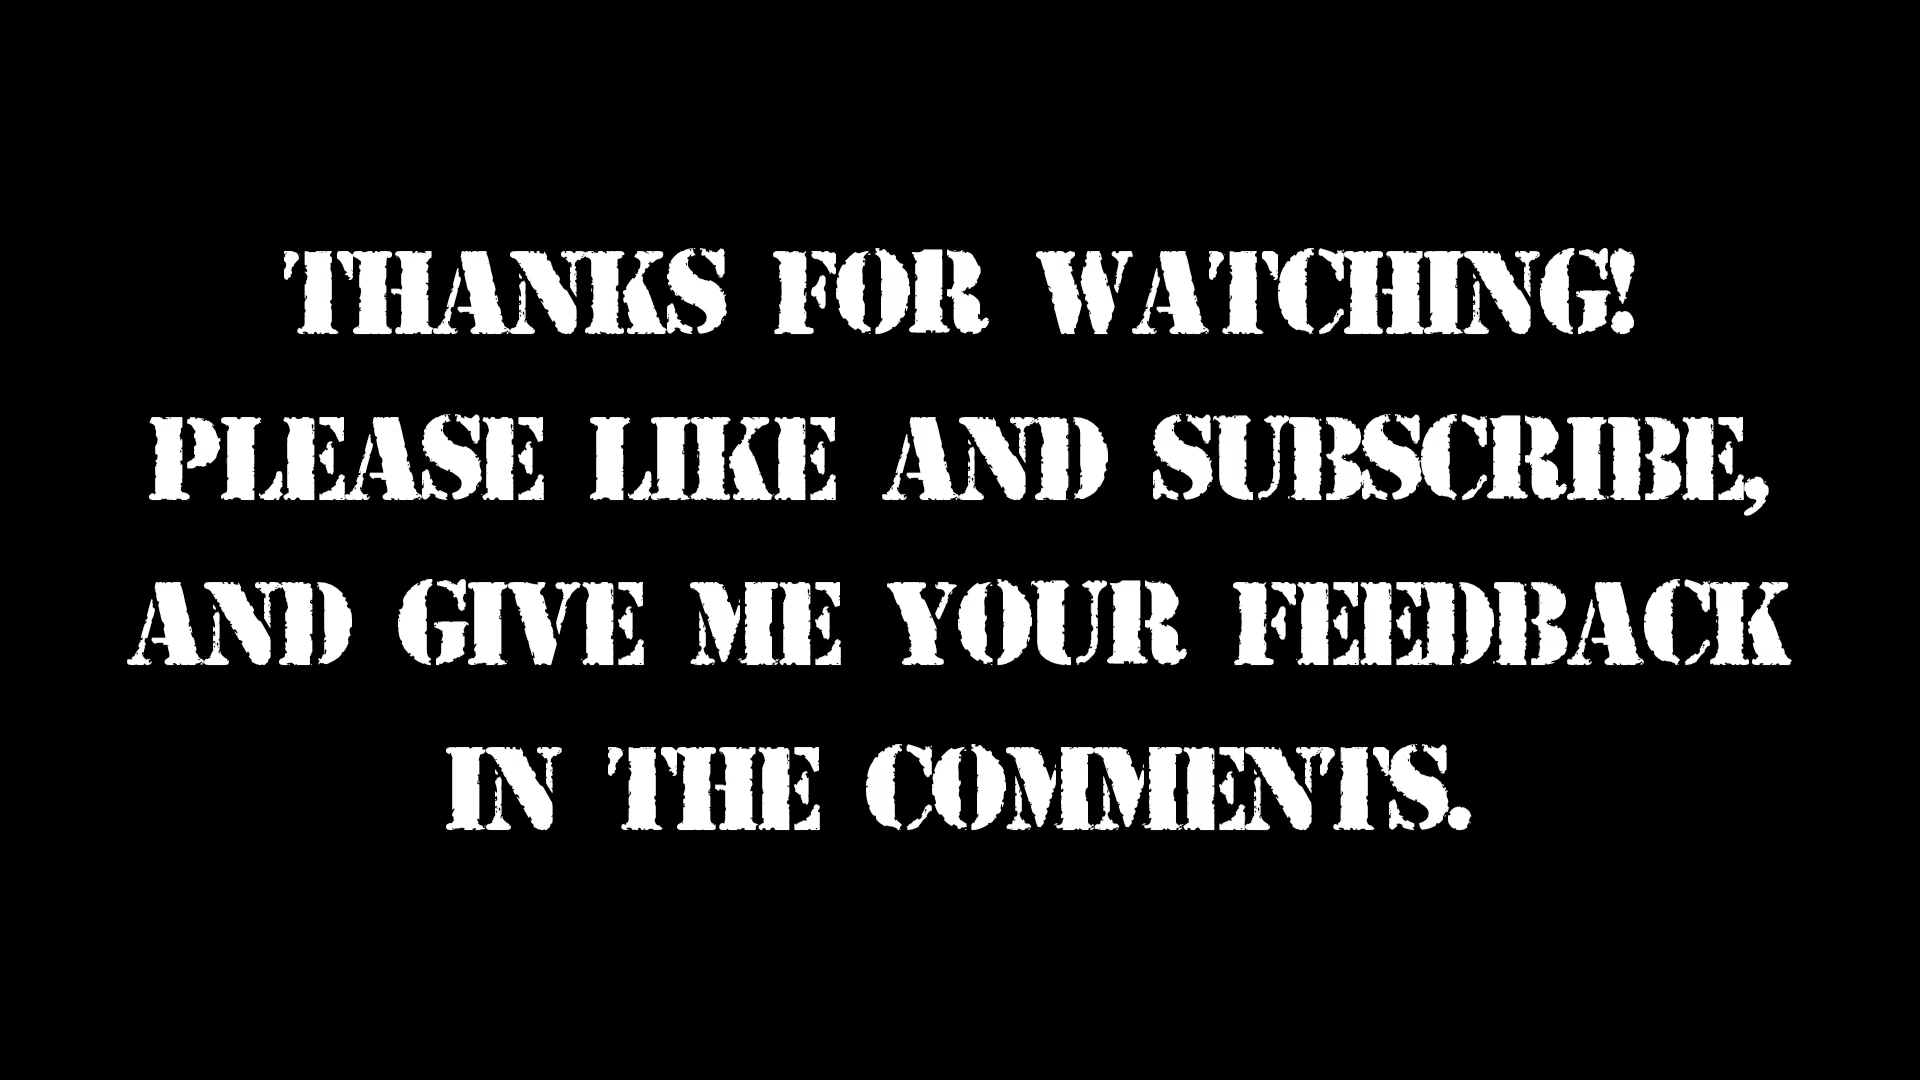 THANKS FOR WATCHING!
PLEASE LIKE AND SUBSCRIBE,
AND GIVE ME YOUR FEEDBACK
IN THE COMMENTS.